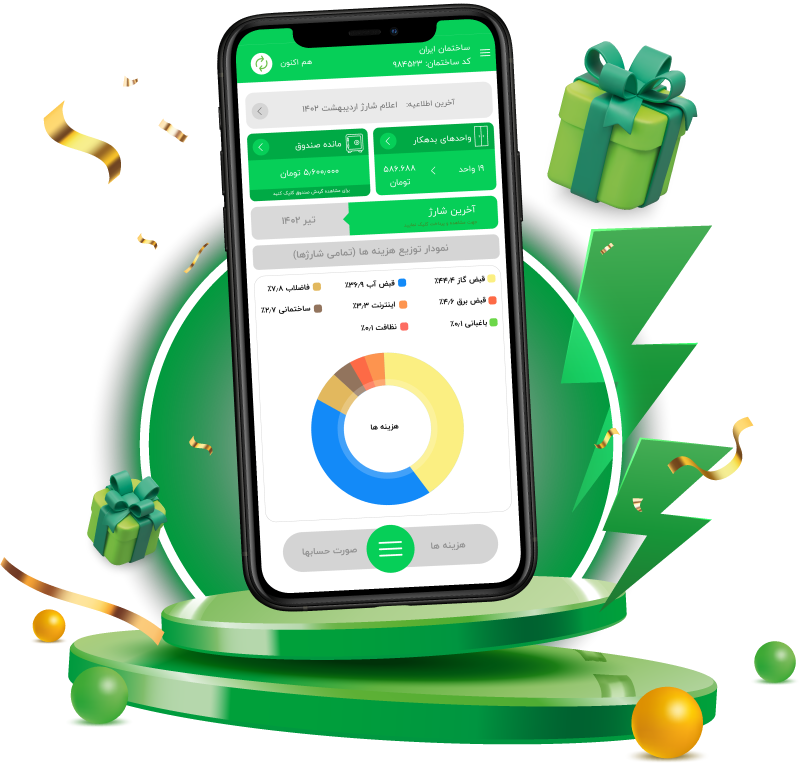 ساختمان ایران
کد ساختمان: ۹۸۴۵۲۳
هم اکنون
آخرین اطلاعیه: اعلام شارژ اردیبهشت ۱۴۰۲
واحدهای بدهکار
۱۹ واحد
۵۸۶.۶۸۸
تومان
مانده صندوق
۵٫۶۰۰٫۰۰۰ تومان
برای مشاهده گردش صندوق کلیک کنید
آخرین شارژ
تیر ۱۴۰۲
نمودار توزیع هزینه ها (تمامی شارژها)
قبض گاز ۴۴٫۴٪ قبض آب ۳۶٫۹٪ فاضلاب ۷٫۸٪
قبض برق ۴٫۶٪ اینترنت ۳٫۳٪ ساختمانی ۲٫۷٪
باغبانی ۰٫۱٪ نظافت ۰٫۱٪
هزینه ها
هزینه ها
صورت حسابها